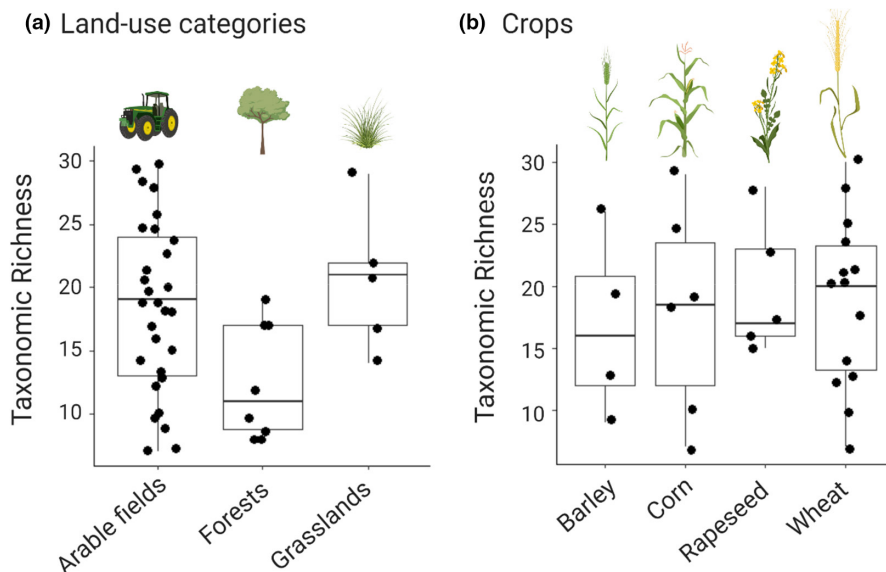 (a) Land-use categories
Taxonomic Richness
30
25
20
15
10
Arable fields
Forests
Grasslands
(b) Crops
Taxonomic Richness
30
25
20
15
10
Barley
Corn
Rapeseed
Wheat